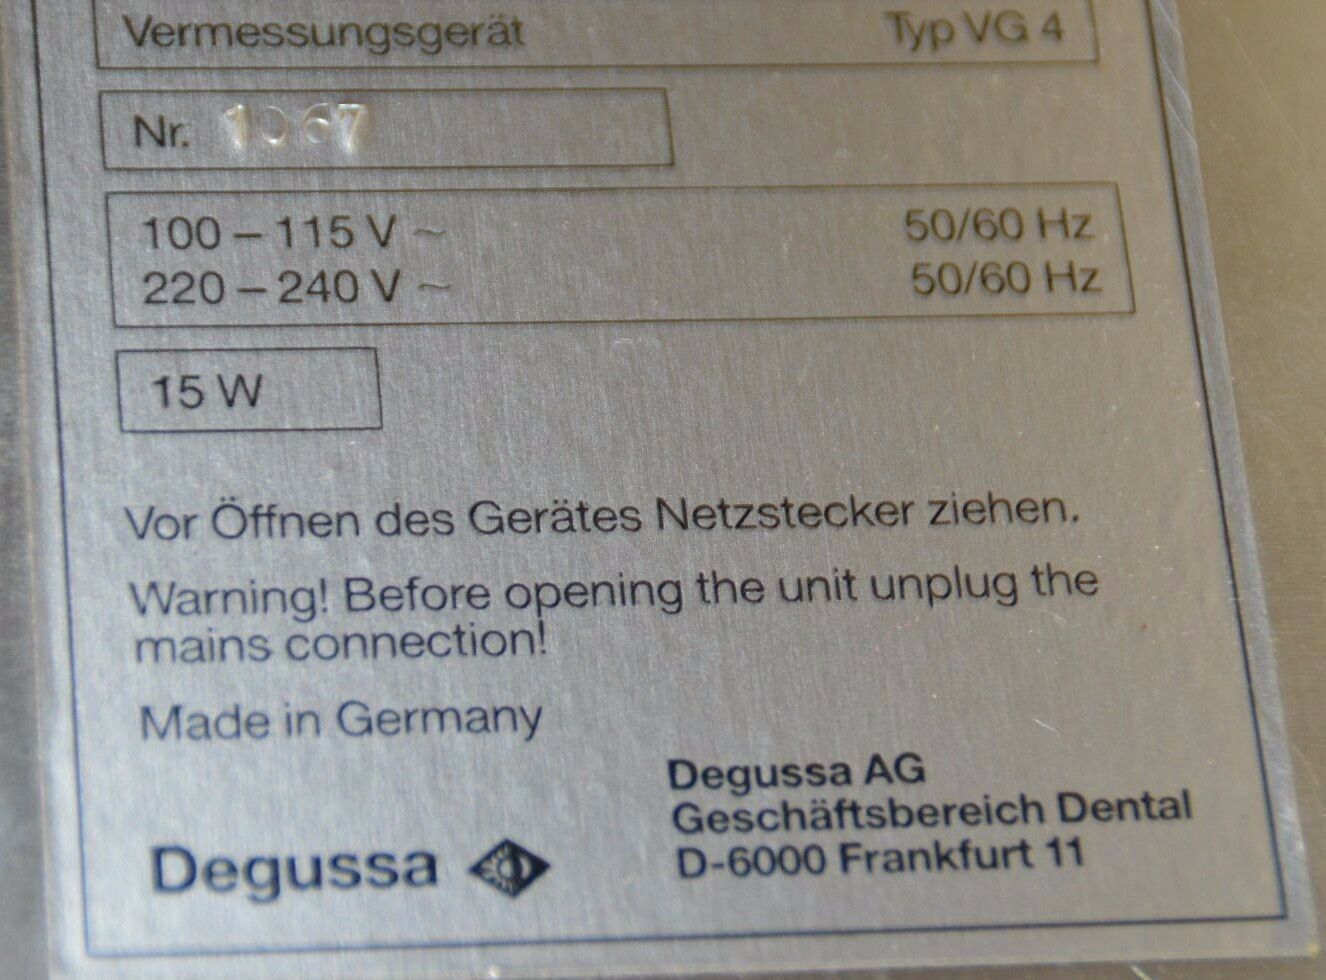 Vermessungsgerät Typ VG 4
Nr. 1067
100 – 115 V ~ 50/60 Hz
220 – 240 V ~ 50/60 Hz
15 W
Vor Öffnen des Gerätes Netzstecker ziehen.
Warning! Before opening the unit unplug the
mains connection!
Made in Germany
Degussa AG
Geschäftsbereich Dental
D-6000 Frankfurt 11
Degussa